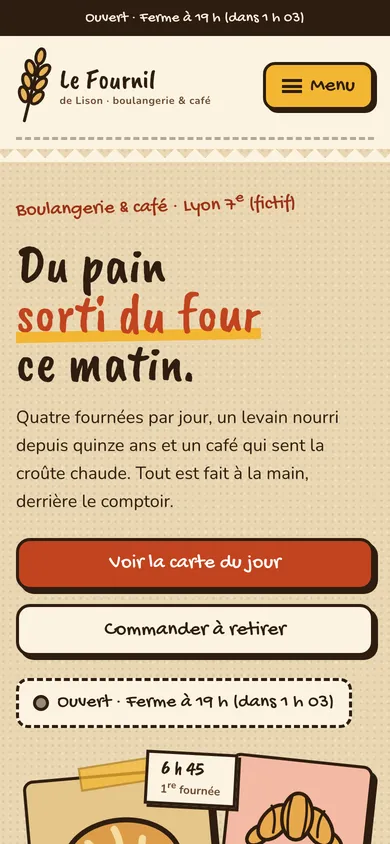 Ouvert · Ferme à 19 h (dans 1 h 03)
Le Fournil
de Lison · boulangerie & café
Menu
Boulangerie & café · Lyon 7e (fictif)
Du pain
sorti du four
ce matin.
Quatre fournées par jour, un levain nourri
depuis quinze ans et un café qui sent la
croûte chaude. Tout est fait à la main,
derrière le comptoir.
Voir la carte du jour
Commander à retirer
Ouvert · Ferme à 19 h (dans 1 h 03)
6 h 45
1re fournée